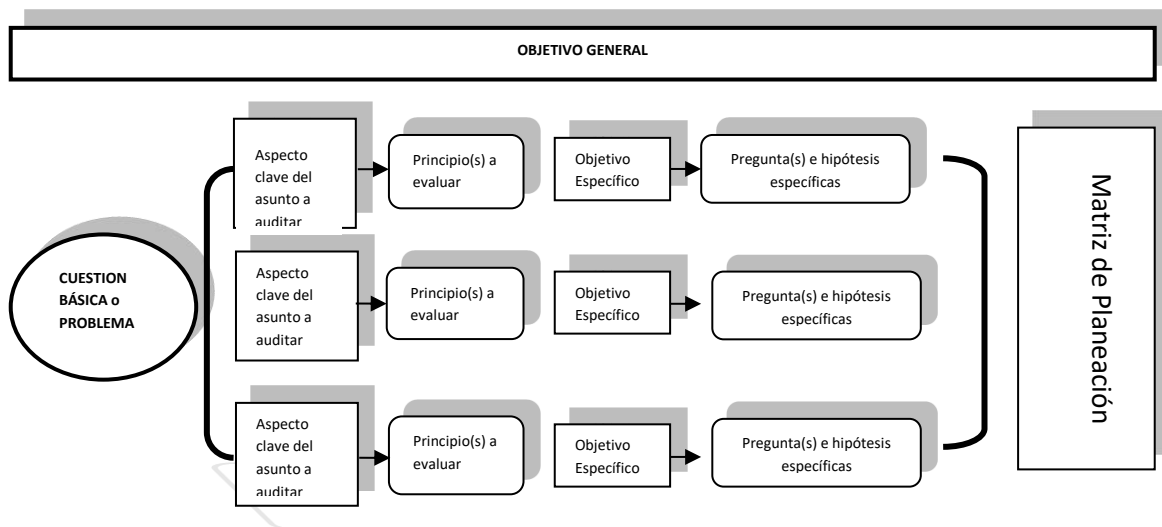 OBJETIVO GENERAL
Aspecto
clave del
asunto a
auditar
Principio(s) a
evaluar
Objetivo
Específico
Pregunta(s) e hipótesis
específicas
CUESTION
BÁSICA o
PROBLEMA
Aspecto
clave del
asunto a
auditar
Principio(s) a
evaluar
Objetivo
Específico
Pregunta(s) e hipótesis
específicas
Aspecto
clave del
asunto a
auditar
Principio(s) a
evaluar
Objetivo
Específico
Pregunta(s) e hipótesis
específicas
Matriz de Planeación